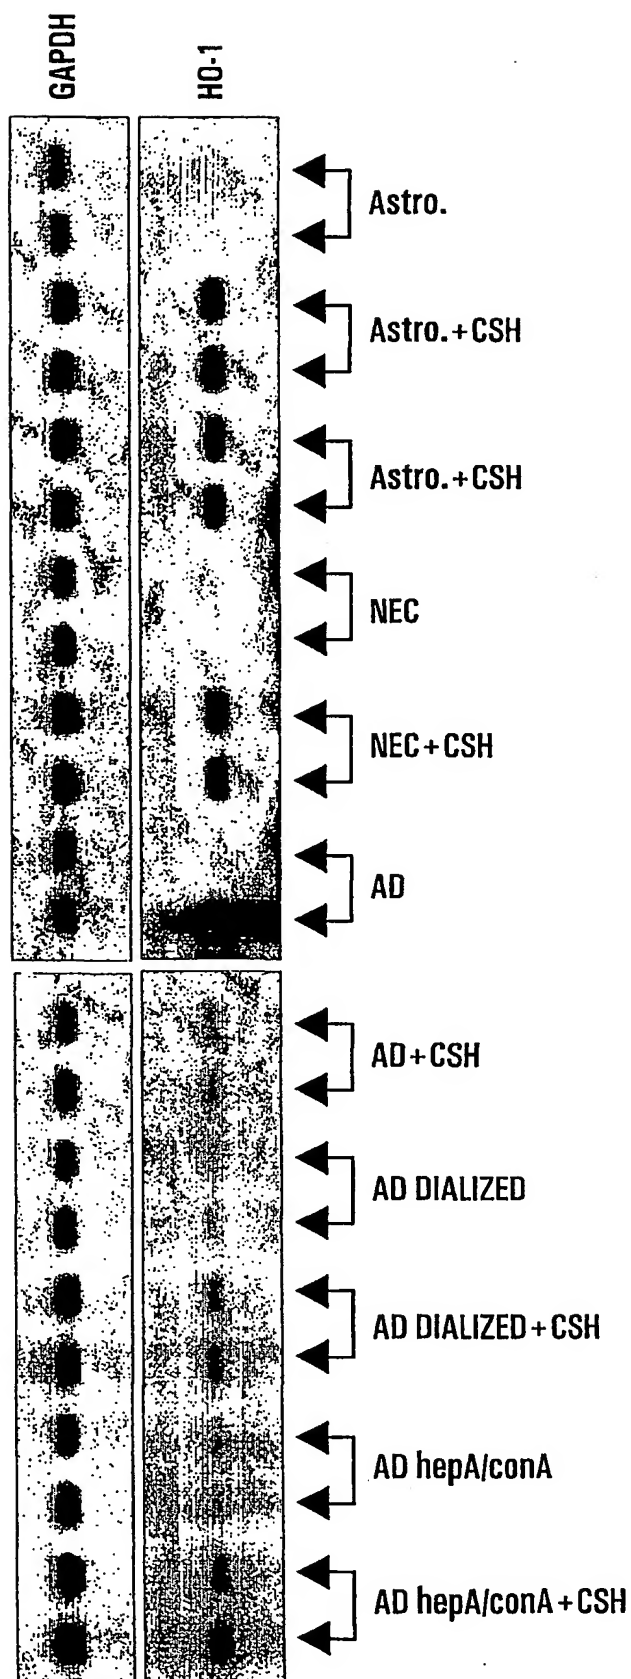 GAPDH
HO-1
Astro.
Astro.+CSH
Astro.+CSH
NEC
NEC+CSH
AD
AD+CSH
AD DIALIZED
AD DIALIZED+CSH
AD hepA/conA
AD hepA/conA+CSH